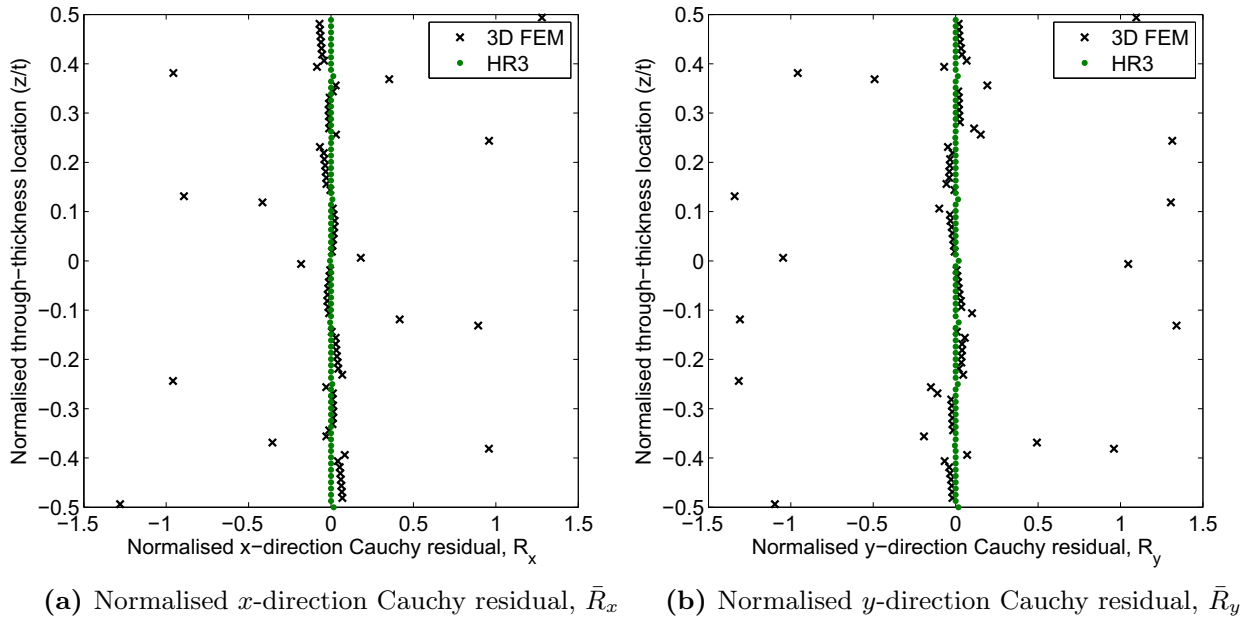 0.5
0.4
0.3
0.2
0.1
0
−0.1
−0.2
−0.3
−0.4
−0.5
−1.5 −1 −0.5 0 0.5 1 1.5
Normalised through−thickness location (z/t)
Normalised x−direction Cauchy residual, R_x
3D FEM
HR3
(a) Normalised x-direction Cauchy residual, R̄_x
0.5
0.4
0.3
0.2
0.1
0
−0.1
−0.2
−0.3
−0.4
−0.5
−1.5 −1 −0.5 0 0.5 1 1.5
Normalised through−thickness location (z/t)
Normalised y−direction Cauchy residual, R_y
3D FEM
HR3
(b) Normalised y-direction Cauchy residual, R̄_y